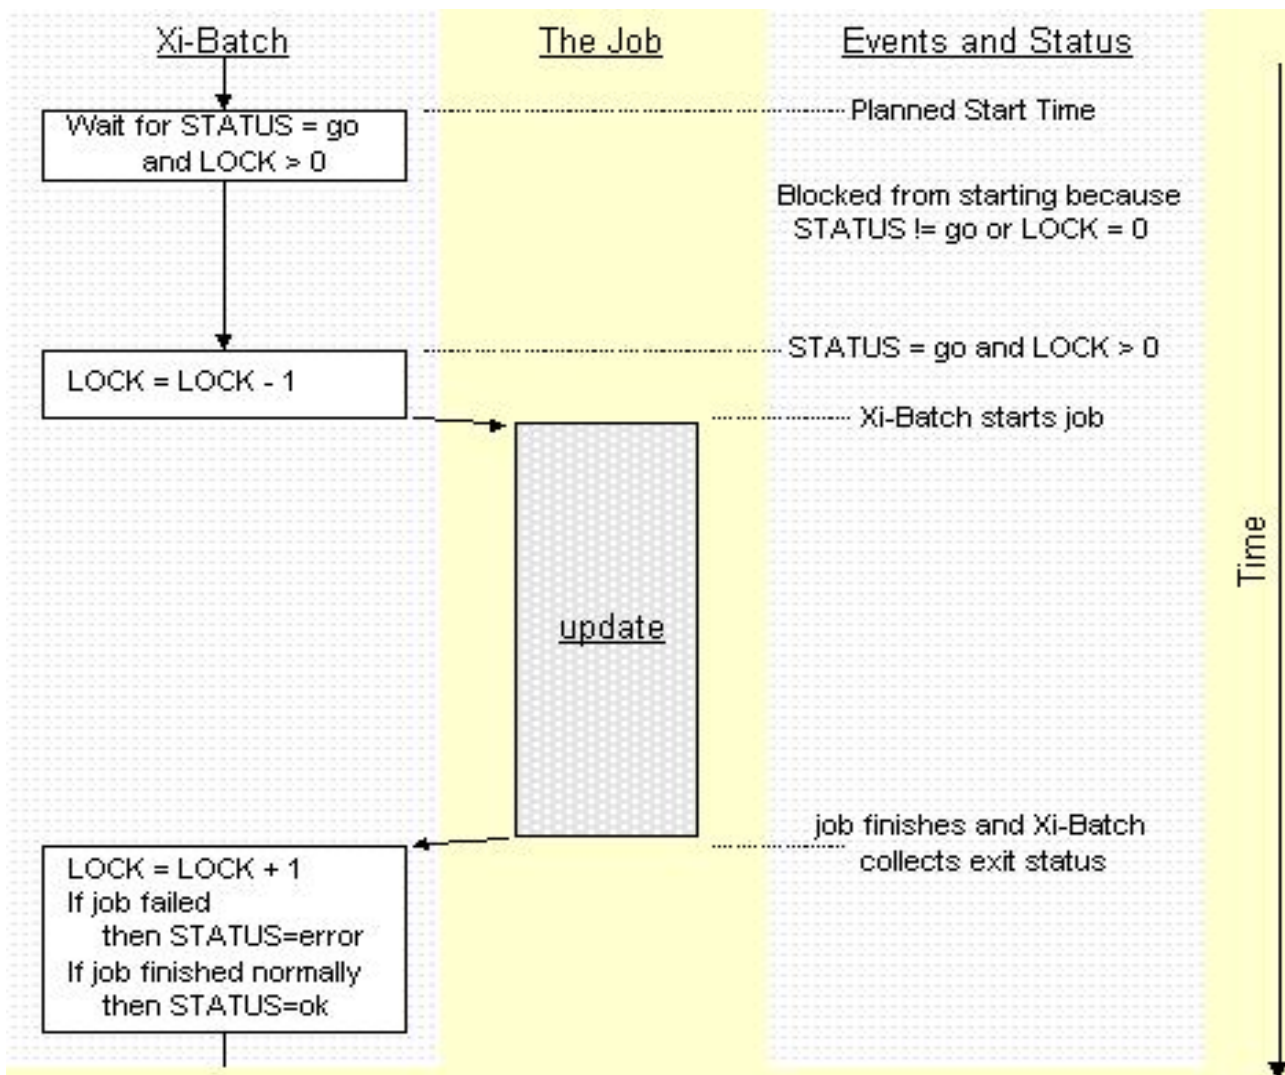 Xi-Batch
The Job
Events and Status
Planned Start Time
Wait for STATUS = go
and LOCK > 0
Blocked from starting because
STATUS != go or LOCK = 0
STATUS = go and LOCK > 0
LOCK = LOCK - 1
Xi-Batch starts job
Time
update
job finishes and Xi-Batch
collects exit status
LOCK = LOCK + 1
If job failed
then STATUS=error
If job finished normally
then STATUS=ok